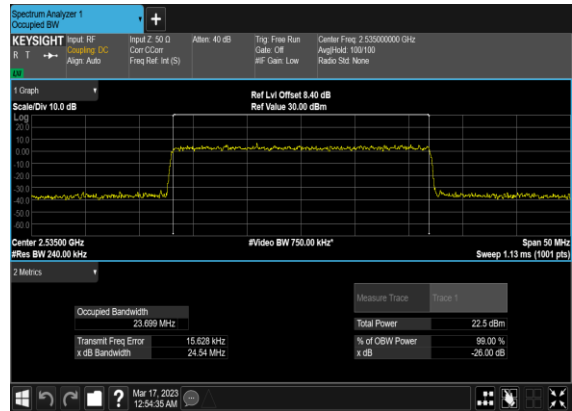 Spectrum Analyzer 1
Occupied BW
+
KEYSIGHT Input: RF Input Z: 50 Ω Atten: 40 dB Trig: Free Run Center Freq: 2.535000000 GHz
R T Coupling: DC Corr CCorr Gate: Off Avg|Hold: 100/100
Align: Auto Freq Ref: Int (S) #IF Gain: Low Radio Std: None
LW
1 Graph
Ref Lvl Offset 8.40 dB
Scale/Div 10.0 dB Ref Value 30.00 dBm
Log
20.0
10.0
0.00
-10.0
-20.0
-30.0
-40.0
-50.0
-60.0
Center 2.53500 GHz #Video BW 750.00 kHz* Span 50 MHz
#Res BW 240.00 kHz Sweep 1.13 ms (1001 pts)
2 Metrics
Measure Trace Trace 1
Occupied Bandwidth
23.699 MHz Total Power 22.5 dBm
Transmit Freq Error 15.628 kHz % of OBW Power 99.00 %
x dB Bandwidth 24.54 MHz x dB -26.00 dB
? Mar 17, 2023
12:54:35 AM